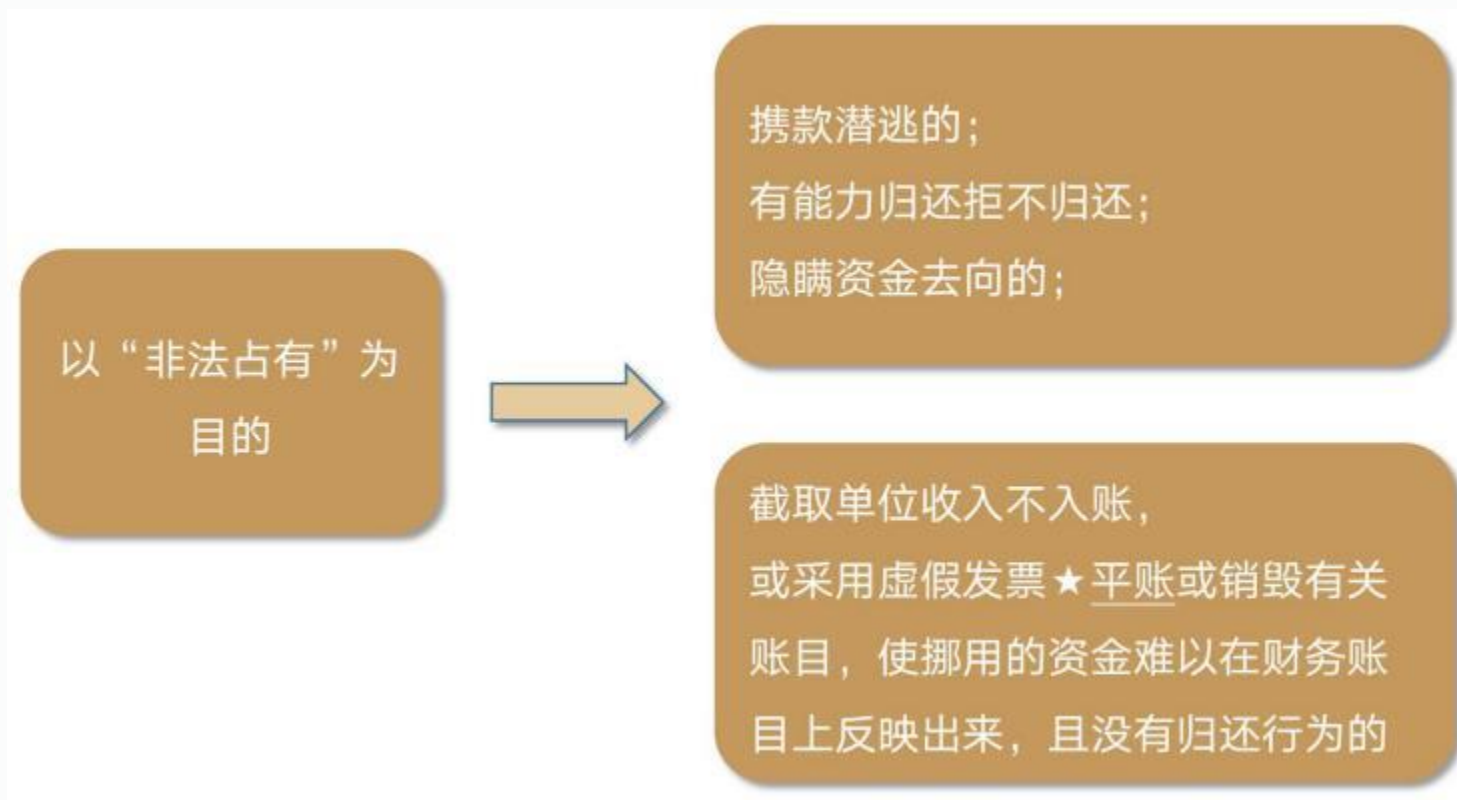 以“非法占有”为
目的
携款潜逃的；
有能力归还拒不归还；
隐瞒资金去向的；
截取单位收入不入账，
或采用虚假发票★平账或销毁有关
账目，使挪用的资金难以在财务账
目上反映出来，且没有归还行为的